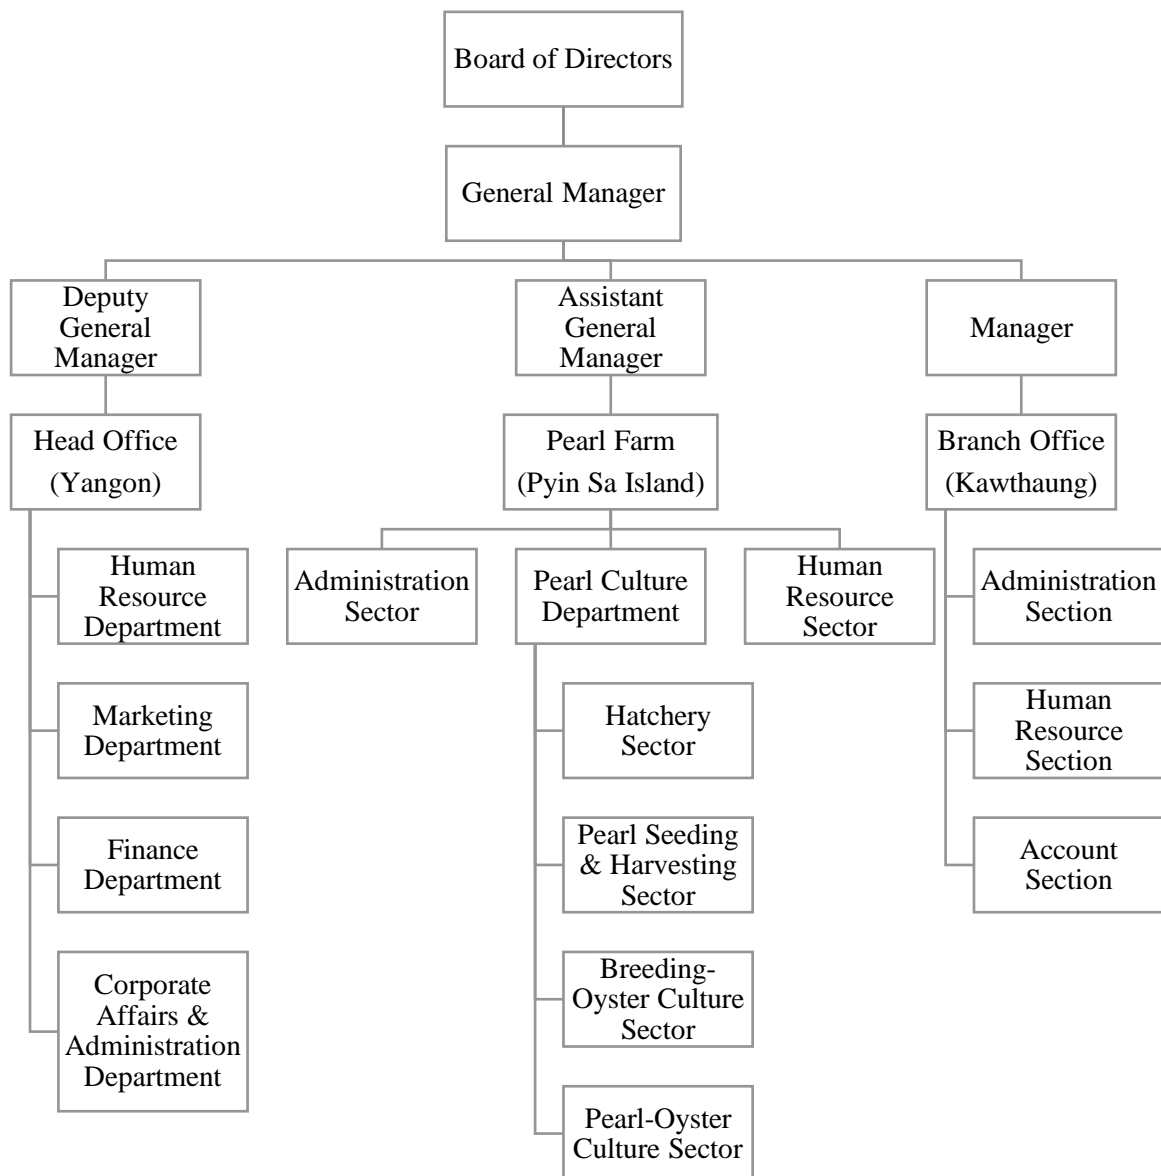 Board of Directors
General Manager
Deputy
General
Manager
Assistant
General
Manager
Manager
Head Office
(Yangon)
Pearl Farm
(Pyin Sa Island)
Branch Office
(Kawthaung)
Human
Resource
Department
Administration
Sector
Pearl Culture
Department
Human
Resource
Sector
Administration
Section
Marketing
Department
Hatchery
Sector
Human
Resource
Section
Finance
Department
Pearl Seeding
& Harvesting
Sector
Account
Section
Corporate
Affairs &
Administration
Department
Breeding-
Oyster Culture
Sector
Pearl-Oyster
Culture Sector